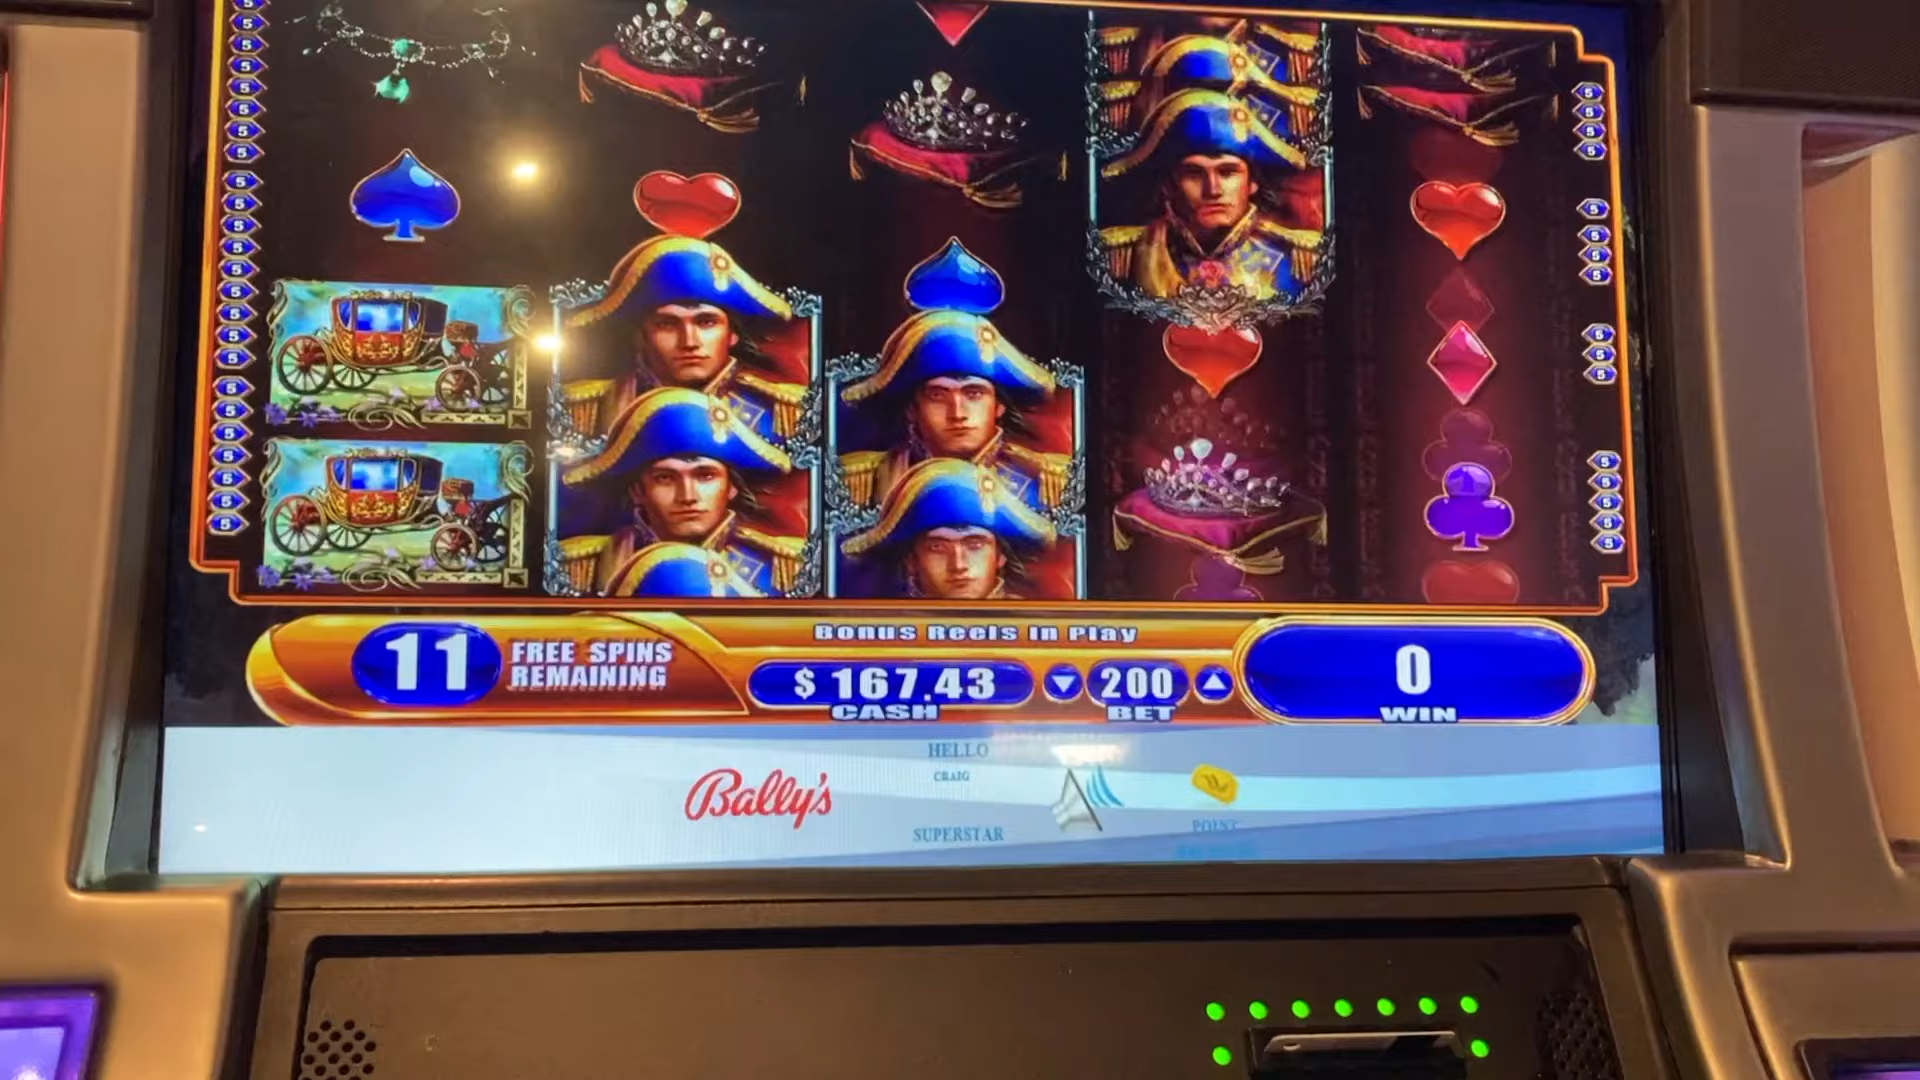 Bonus Reels In Play
11
FREE SPINS
REMAINING
$ 167.43
CASH
200
BET
0
WIN
HELLO
CRAIG
Bally's
SUPERSTAR
POINT